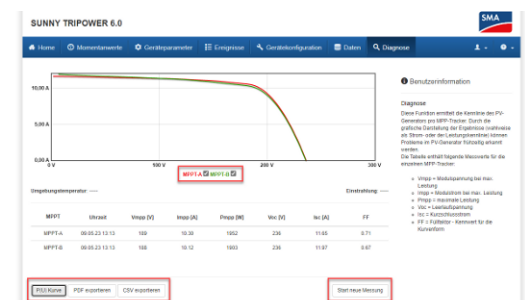 SUNNY TRIPOWER 6.0
SMA
Home Momentanwerte Geräteparameter Ereignisse Gerätekonfiguration Daten Diagnose
10,00 A
5,00 A
0,00 A
0 V 100 V 200 V 300 V
MPPT-A MPPT-B
Umgebungstemperatur: ---- Einstrahlung: ----
MPPT Uhrzeit Vmpp [V] Impp [A] Pmpp [W] Voc [V] Isc [A] FF
MPPT-A 09.05.23 13:13 189 10.33 1952 236 11.65 0.71
MPPT-B 09.05.23 13:13 188 10.12 1903 236 11.97 0.67
P(U) Kurve PDF exportieren CSV exportieren Start neue Messung
Benutzerinformation
Diagnose
Diese Funktion ermittelt die Kennlinie des PV-
Generators pro MPP-Tracker. Durch die
grafische Darstellung der Ergebnisse (wahlweise
als Strom- oder der Leistungskennlinie) können
Probleme im PV-Generator frühzeitig erkannt
werden.
Die Tabelle enthält folgende Messwerte für die
einzelnen MPP-Tracker:
Vmpp = Modulspannung bei max.
Leistung
Impp = Modulstrom bei max. Leistung
Pmpp = maximale Leistung
Voc = Leerlaufspannung
Isc = Kurzschlussstrom
FF = Füllfaktor - Kennwert für die
Kurvenform